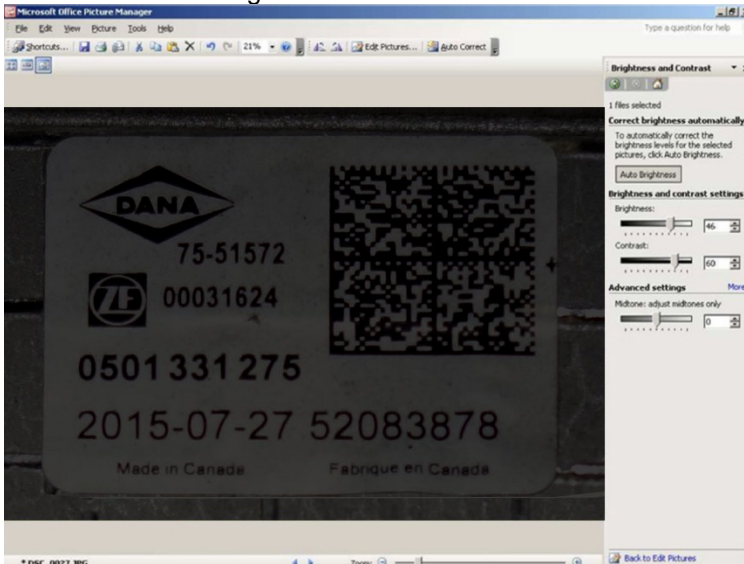 Microsoft Office Picture Manager
File Edit View Picture Tools Help
Type a question for help
Shortcuts... 21% Edit Pictures... Auto Correct
Brightness and Contrast
1 files selected
Correct brightness automatically
To automatically correct the
brightness levels for the selected
pictures, click Auto Brightness.
Auto Brightness
Brightness and contrast settings
Brightness:
46
Contrast:
60
Advanced settings
More
Midtone: adjust midtones only
0
DANA
75-51572
ZF 00031624
0501 331 275
2015-07-27 52083878
Made in Canada Fabrique en Canada
* DSC_0027.JPG Zoom:
Back to Edit Pictures